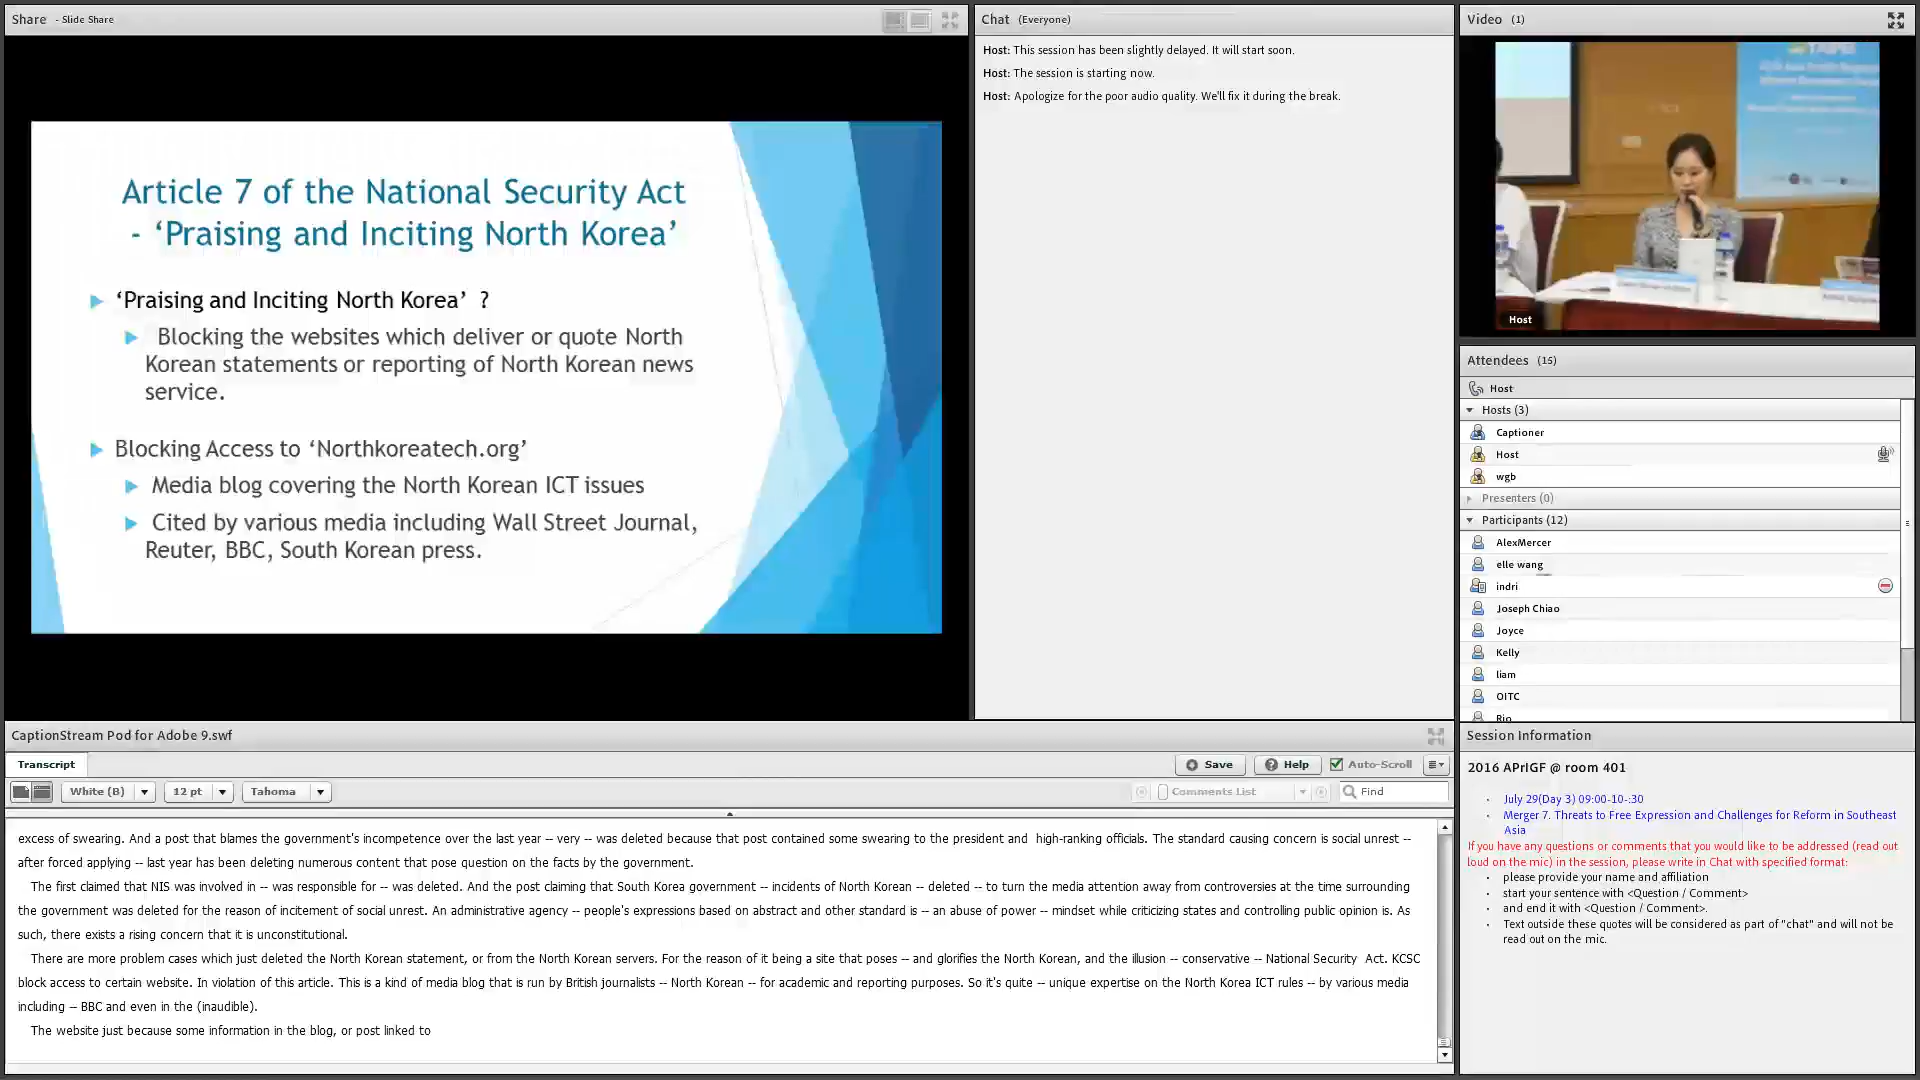 Share - Slide Share
Article 7 of the National Security Act
- ‘Praising and Inciting North Korea’
‘Praising and Inciting North Korea’ ?
Blocking the websites which deliver or quote North
Korean statements or reporting of North Korean news
service.
Blocking Access to ‘Northkoreatech.org’
Media blog covering the North Korean ICT issues
Cited by various media including Wall Street Journal,
Reuter, BBC, South Korean press.
Chat (Everyone)
Host: This session has been slightly delayed. It will start soon.
Host: The session is starting now.
Host: Apologize for the poor audio quality. We'll fix it during the break.
Video (1)
TAIPEI
Host
Attendees (15)
Host
Hosts (3)
Captioner
Host
wgb
Presenters (0)
Participants (12)
AlexMercer
elle wang
indri
Joseph Chiao
Joyce
Kelly
liam
OITC
Rio
CaptionStream Pod for Adobe 9.swf
Transcript
Save
Help
Auto-Scroll
White (B)
12 pt
Tahoma
Comments List
Find
excess of swearing. And a post that blames the government's incompetence over the last year -- very -- was deleted because that post contained some swearing to the president and high-ranking officials. The standard causing concern is social unrest --
after forced applying -- last year has been deleting numerous content that pose question on the facts by the government.
The first claimed that NIS was involved in -- was responsible for -- was deleted. And the post claiming that South Korea government -- incidents of North Korean -- deleted -- to turn the media attention away from controversies at the time surrounding
the government was deleted for the reason of incitement of social unrest. An administrative agency -- people's expressions based on abstract and other standard is -- an abuse of power -- mindset while criticizing states and controlling public opinion is. As
such, there exists a rising concern that it is unconstitutional.
There are more problem cases which just deleted the North Korean statement, or from the North Korean servers. For the reason of it being a site that poses -- and glorifies the North Korean, and the illusion -- conservative -- National Security Act. KCSC
block access to certain website. In violation of this article. This is a kind of media blog that is run by British journalists -- North Korean -- for academic and reporting purposes. So it's quite -- unique expertise on the North Korea ICT rules -- by various media
including -- BBC and even in the (inaudible).
The website just because some information in the blog, or post linked to
Session Information
2016 APrIGF @ room 401
July 29(Day 3) 09:00-10-:30
Merger 7. Threats to Free Expression and Challenges for Reform in Southeast
Asia
If you have any questions or comments that you would like to be addressed (read out
loud on the mic) in the session, please write in Chat with specified format:
please provide your name and affiliation
start your sentence with <Question / Comment>
and end it with <Question / Comment>.
Text outside these quotes will be considered as part of "chat" and will not be
read out on the mic.